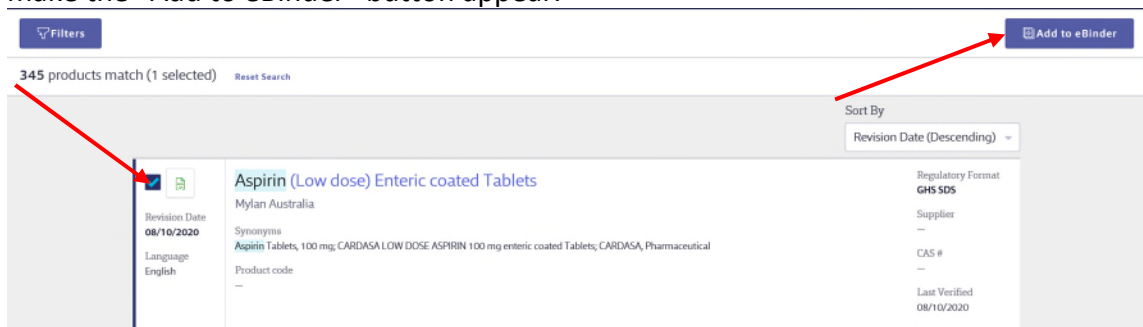 make the "Add to eBinder" button appear.
Filters
Add to eBinder
345 products match (1 selected) Reset Search
Sort By
Revision Date (Descending)
Aspirin (Low dose) Enteric coated Tablets
Mylan Australia
Revision Date
08/10/2020
Language
English
Synonyms
Aspirin Tablets, 100 mg; CARDASA LOW DOSE ASPIRIN 100 mg enteric coated Tablets; CARDASA, Pharmaceutical
Product code
—
Regulatory Format
GHS SDS
Supplier
—
CAS #
—
Last Verified
08/10/2020